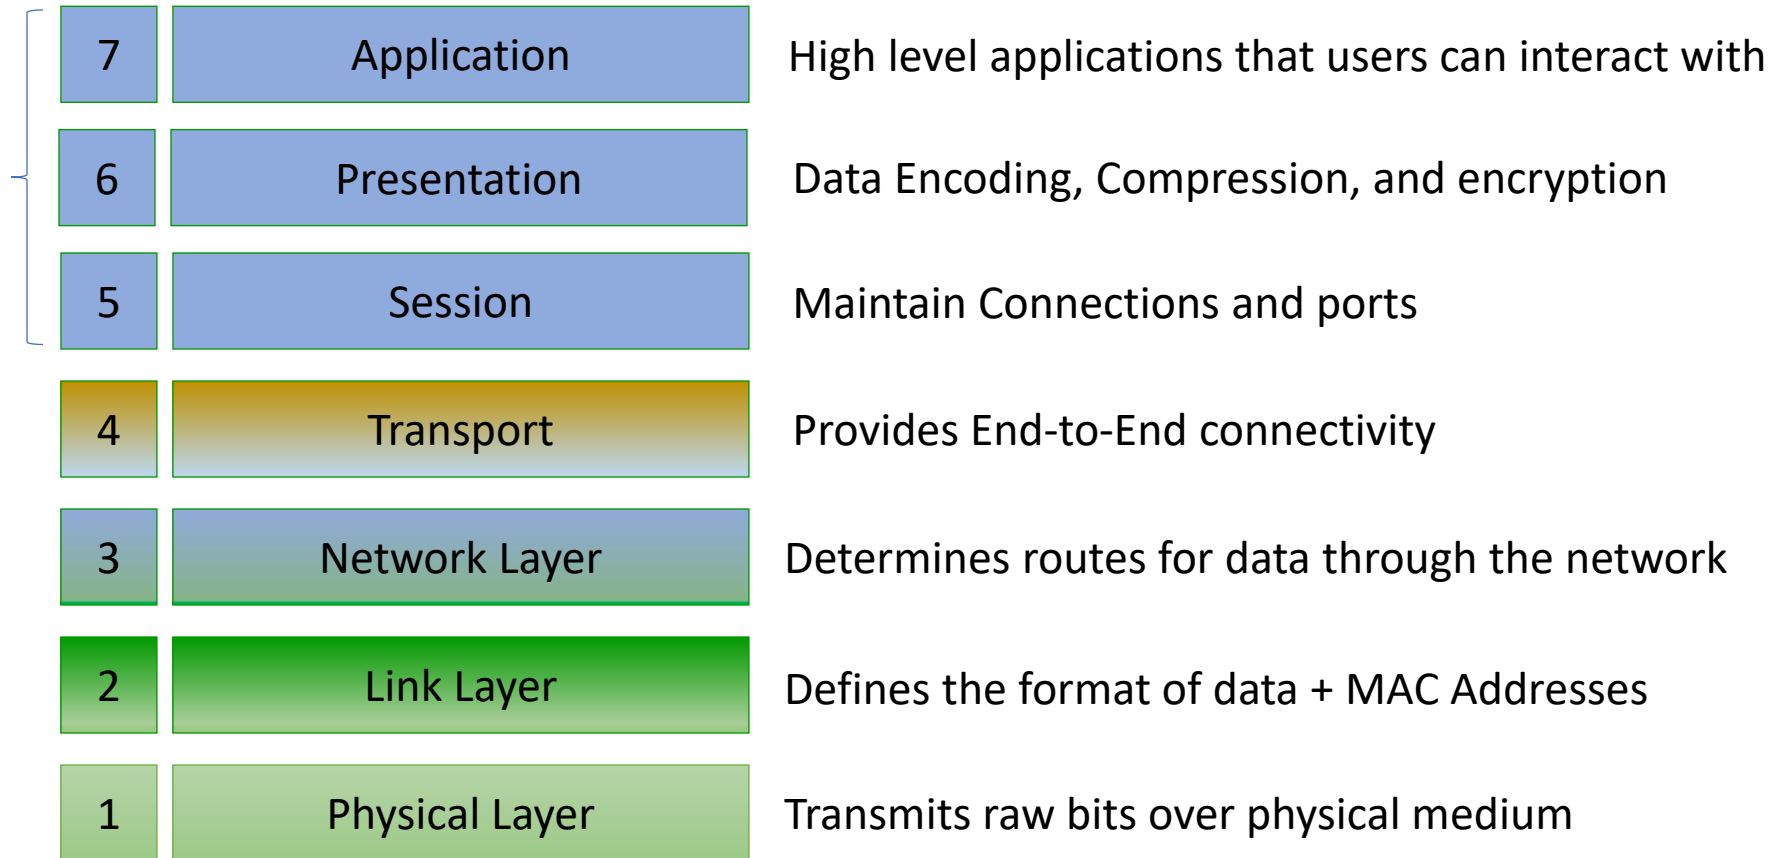 7 Application High level applications that users can interact with
6 Presentation Data Encoding, Compression, and encryption
5 Session Maintain Connections and ports
4 Transport Provides End-to-End connectivity
3 Network Layer Determines routes for data through the network
2 Link Layer Defines the format of data + MAC Addresses
1 Physical Layer Transmits raw bits over physical medium